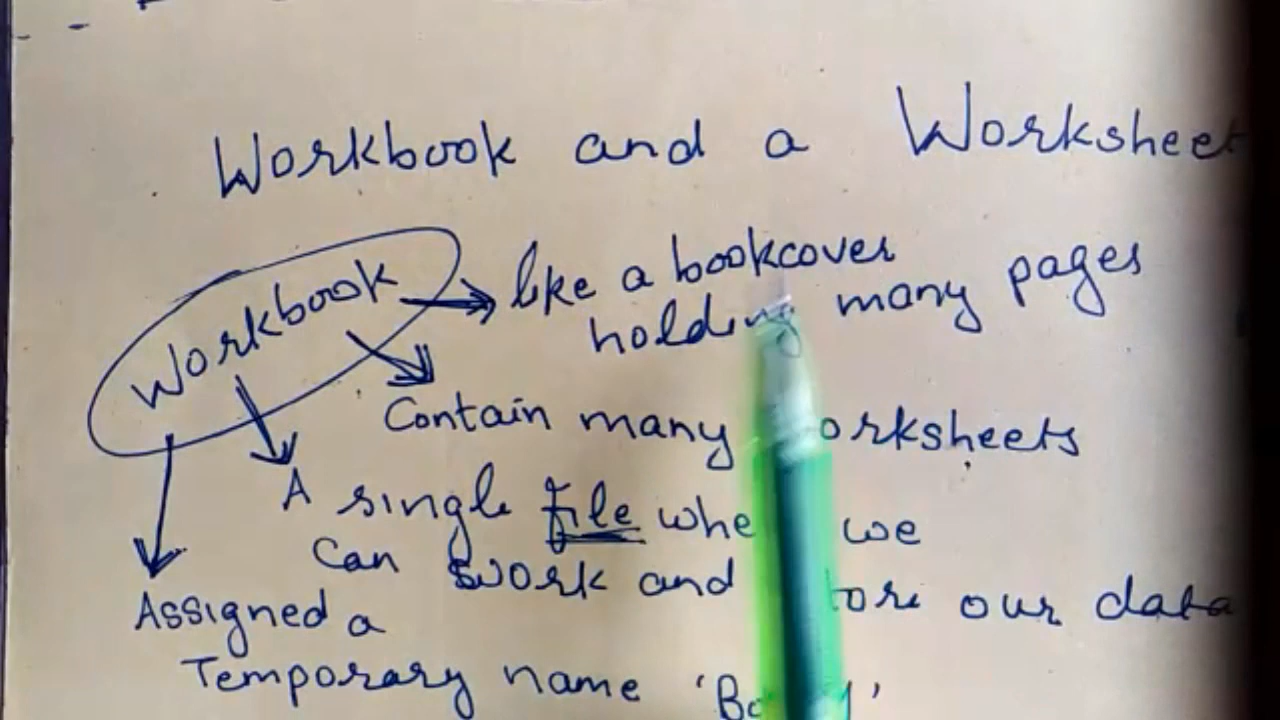 Workbook and a Worksheet
Workbook
like a bookcover
holding many pages
Contain many
A single file we
can work and our data
Assigned a
Temporary name